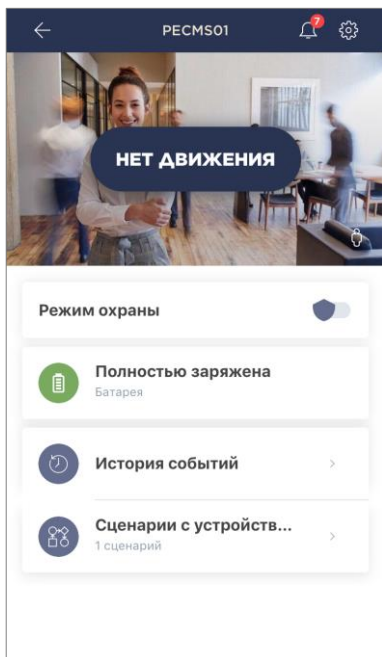 PECMS01
7
НЕТ ДВИЖЕНИЯ
Режим охраны
Полностью заряжена
Батарея
История событий
Сценарии с устройств...
1 сценарий